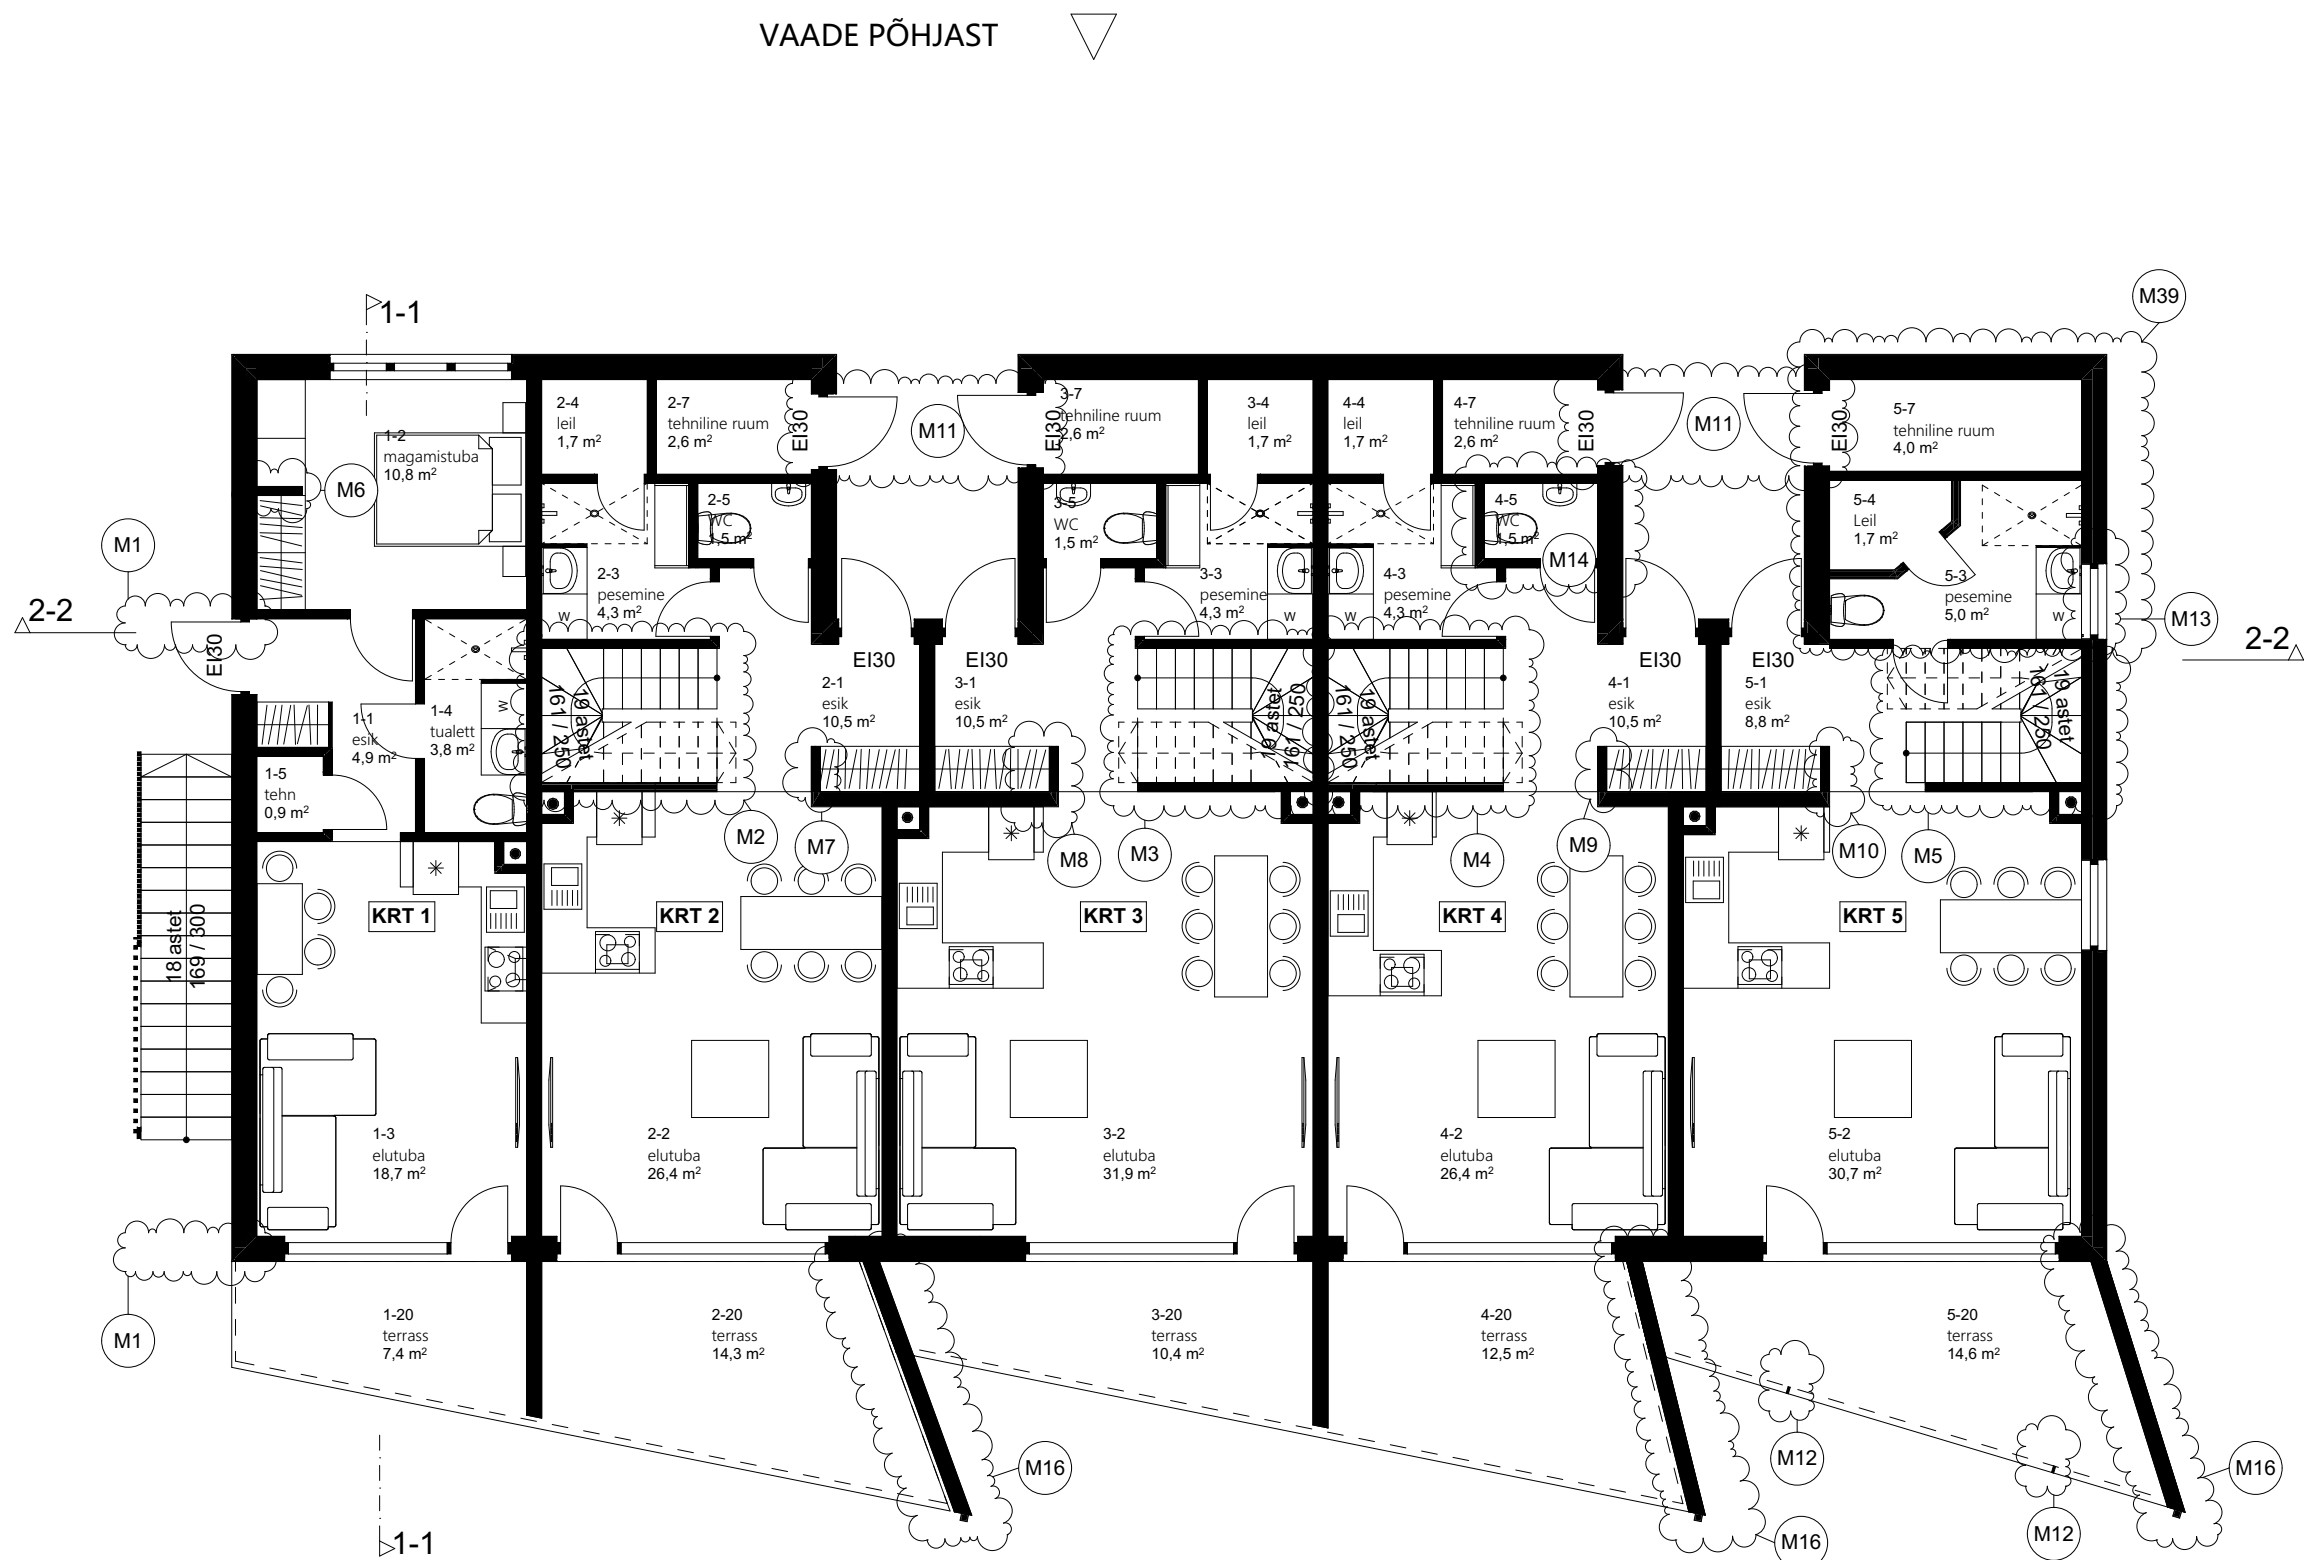 VAADE PÕHJAST
1-1
M39
2-4
leil
1,7 m²
2-7
tehniline ruum
2,6 m²
EI30
M11
EI30
3-7
tehniline ruum
2,6 m²
3-4
leil
1,7 m²
4-4
leil
1,7 m²
4-7
tehniline ruum
2,6 m²
EI30
M11
EI30
5-7
tehniline ruum
4,0 m²
1-2
magamistuba
10,8 m²
M6
M1
2-5
WC
1,5 m²
3-5
WC
1,5 m²
4-5
WC
1,5 m²
M14
5-4
Leil
1,7 m²
2-3
pesemine
4,3 m²
W
3-3
pesemine
4,3 m²
W
4-3
pesemine
4,3 m²
W
5-3
pesemine
5,0 m²
W
M13
2-2
2-2
EI30
EI30
EI30
EI30
EI30
1-1
esik
4,9 m²
1-4
tualett
3,8 m²
W
19 astet
161 / 250
2-1
esik
10,5 m²
3-1
esik
10,5 m²
19 astet
161 / 250
19 astet
161 / 250
4-1
esik
10,5 m²
5-1
esik
8,8 m²
19 astet
161 / 250
1-5
tehn
0,9 m²
M2
M7
M8
M3
M4
M9
M10
M5
18 astet
169 / 300
KRT 1
KRT 2
KRT 3
KRT 4
KRT 5
1-3
elutuba
18,7 m²
2-2
elutuba
26,4 m²
3-2
elutuba
31,9 m²
4-2
elutuba
26,4 m²
5-2
elutuba
30,7 m²
M1
1-20
terrass
7,4 m²
2-20
terrass
14,3 m²
3-20
terrass
10,4 m²
4-20
terrass
12,5 m²
5-20
terrass
14,6 m²
M16
M12
M16
M12
M16
1-1